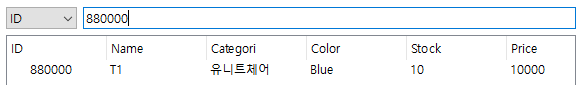 ID 880000
ID Name Categori Color Stock Price
880000 T1 유니트체어 Blue 10 10000